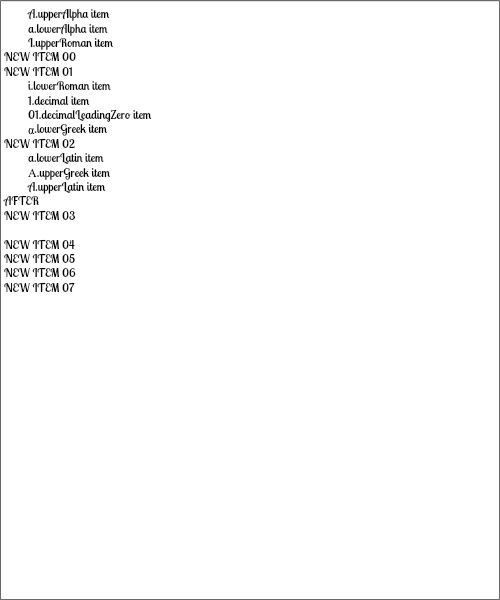 A.upperAlpha item
a.lowerAlpha item
I.upperRoman item
NEW ITEM 00
NEW ITEM 01
i.lowerRoman item
1.decimal item
01.decimalLeadingZero item
α.lowerGreek item
NEW ITEM 02
a.lowerLatin item
Α.upperGreek item
A.upperLatin item
AFTER
NEW ITEM 03
NEW ITEM 04
NEW ITEM 05
NEW ITEM 06
NEW ITEM 07